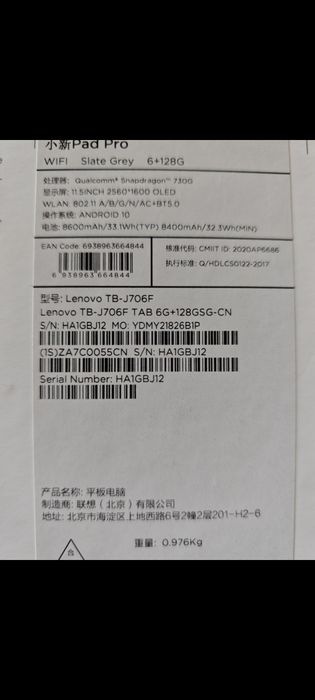 小新Pad Pro
WIFI Slate Grey 6+128G
处理器: Qualcomm® Snapdragon™ 730G
显示屏: 11.5INCH 2560*1600 OLED
WLAN: 802.11 A/B/G/N/AC+BT5.0
操作系统: ANDROID 10
电池: 8600mAh/33.1Wh(TYP) 8400mAh/32.3Wh(MIN)
EAN Code 6938963664844
6 938963 664844
核准代码: CMIIT ID: 2020AP6686
执行标准: Q/HDLCS0122-2017
型号: Lenovo TB-J706F
Lenovo TB-J706F TAB 6G+128GSG-CN
S/N: HA1GBJ12 MO: YDMY21826B1P
(1S)ZA7C0055CN S/N: HA1GBJ12
Serial Number: HA1GBJ12
产品名称: 平板电脑
制造商: 联想（北京）有限公司
地址: 北京市海淀区上地西路6号2幢2层201-H2-6
合
重量: 0.976Kg